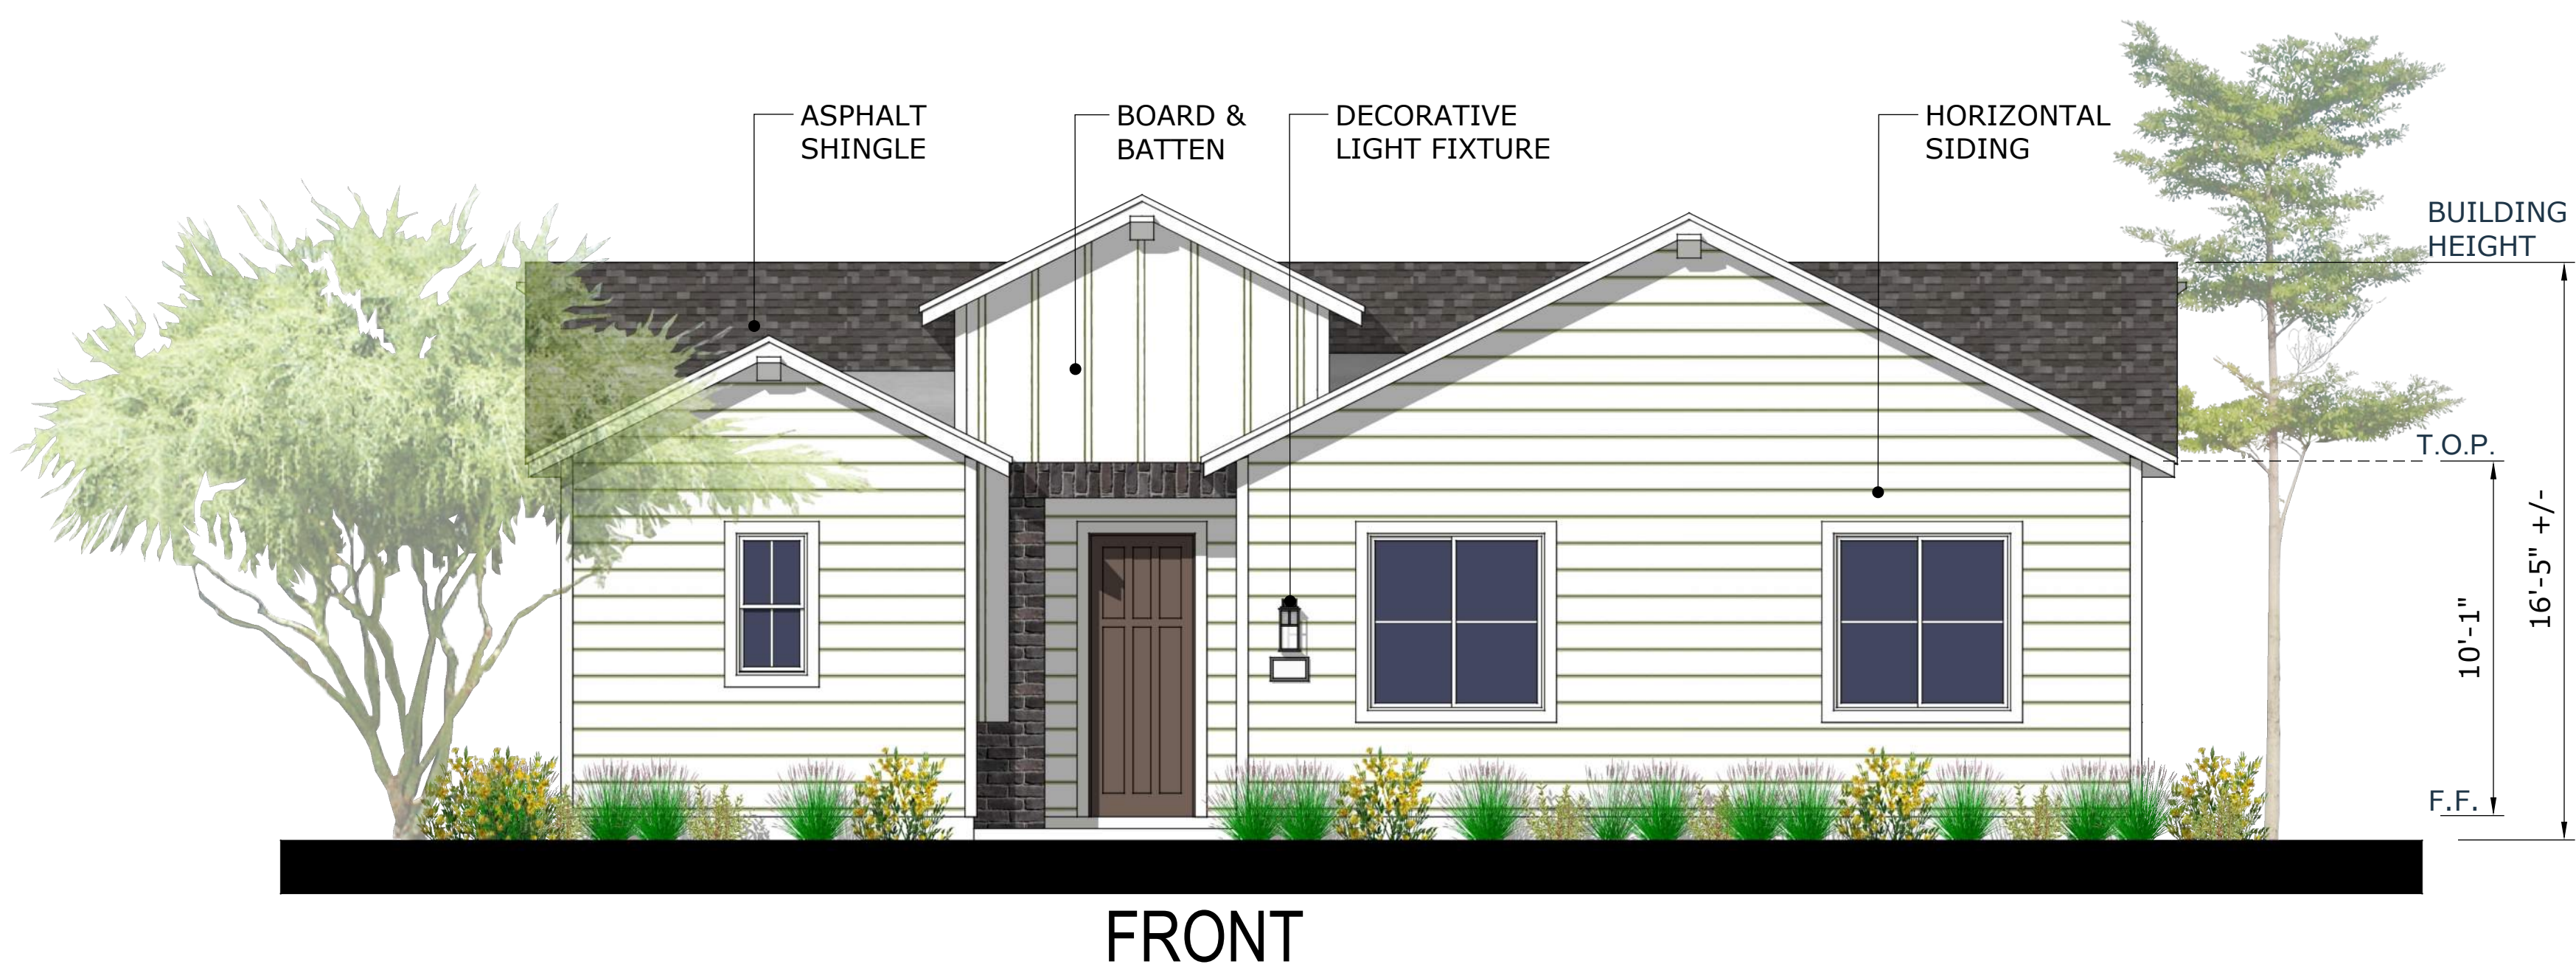 ASPHALT
SHINGLE
BOARD &
BATTEN
DECORATIVE
LIGHT FIXTURE
HORIZONTAL
SIDING
BUILDING
HEIGHT
T.O.P.
16'-5" +/-
10'-1"
F.F.
FRONT